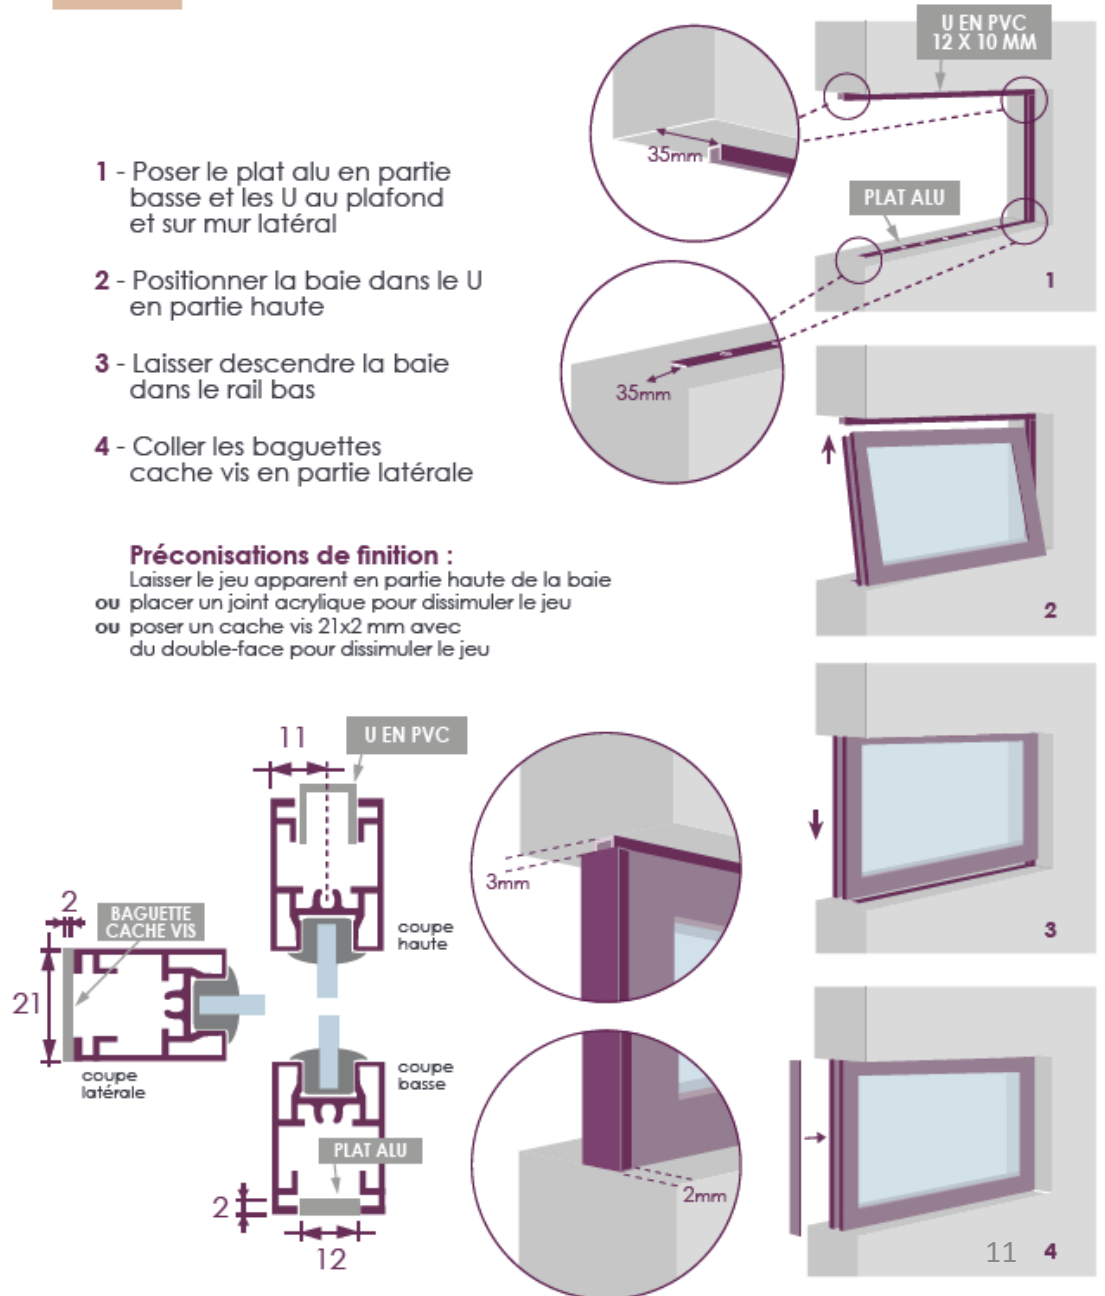 1 - Poser le plat alu en partie
basse et les U au plafond
et sur mur latéral
2 - Positionner la baie dans le U
en partie haute
3 - Laisser descendre la baie
dans le rail bas
4 - Coller les baguettes
cache vis en partie latérale
Préconisations de finition :
Laisser le jeu apparent en partie haute de la baie
ou placer un joint acrylique pour dissimuler le jeu
ou poser un cache vis 21x2 mm avec
du double-face pour dissimuler le jeu
U EN PVC
12 X 10 MM
35mm
PLAT ALU
35mm
1
2
3
11 4
11
U EN PVC
coupe
haute
2
BAGUETTE
CACHE VIS
21
coupe
latérale
coupe
basse
PLAT ALU
2
12
3mm
2mm